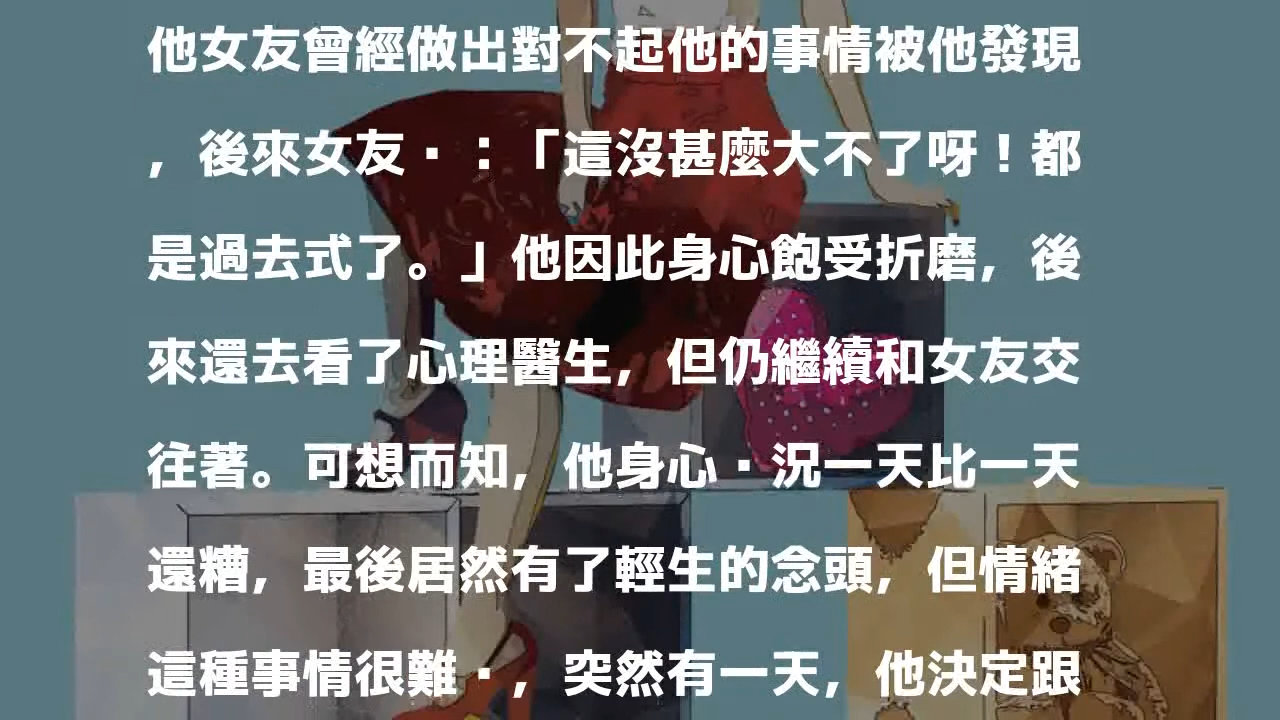 他女友曾經做出對不起他的事情被他發現
，後來女友▪：「這沒甚麼大不了呀！都
是過去式了。」他因此身心飽受折磨，後
來還去看了心理醫生，但仍繼續和女友交
往著。可想而知，他身心▪況一天比一天
還糟，最後居然有了輕生的念頭，但情緒
這種事情很難▪，突然有一天，他決定跟